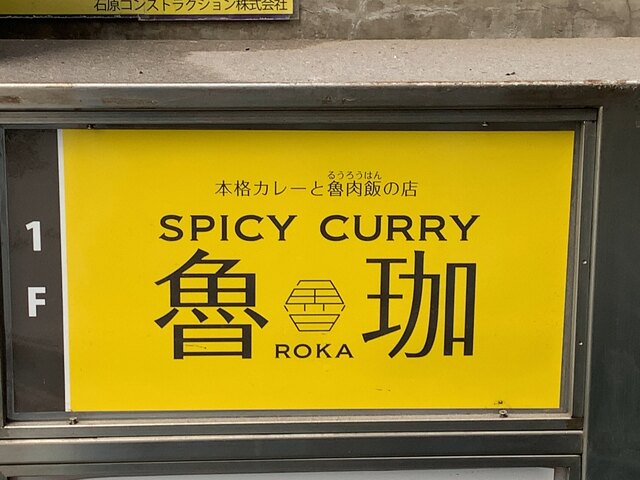 石原コンストラクション株式会社
1
F
るうろうはん
本格カレーと魯肉飯の店
SPICY CURRY
魯珈
ROKA